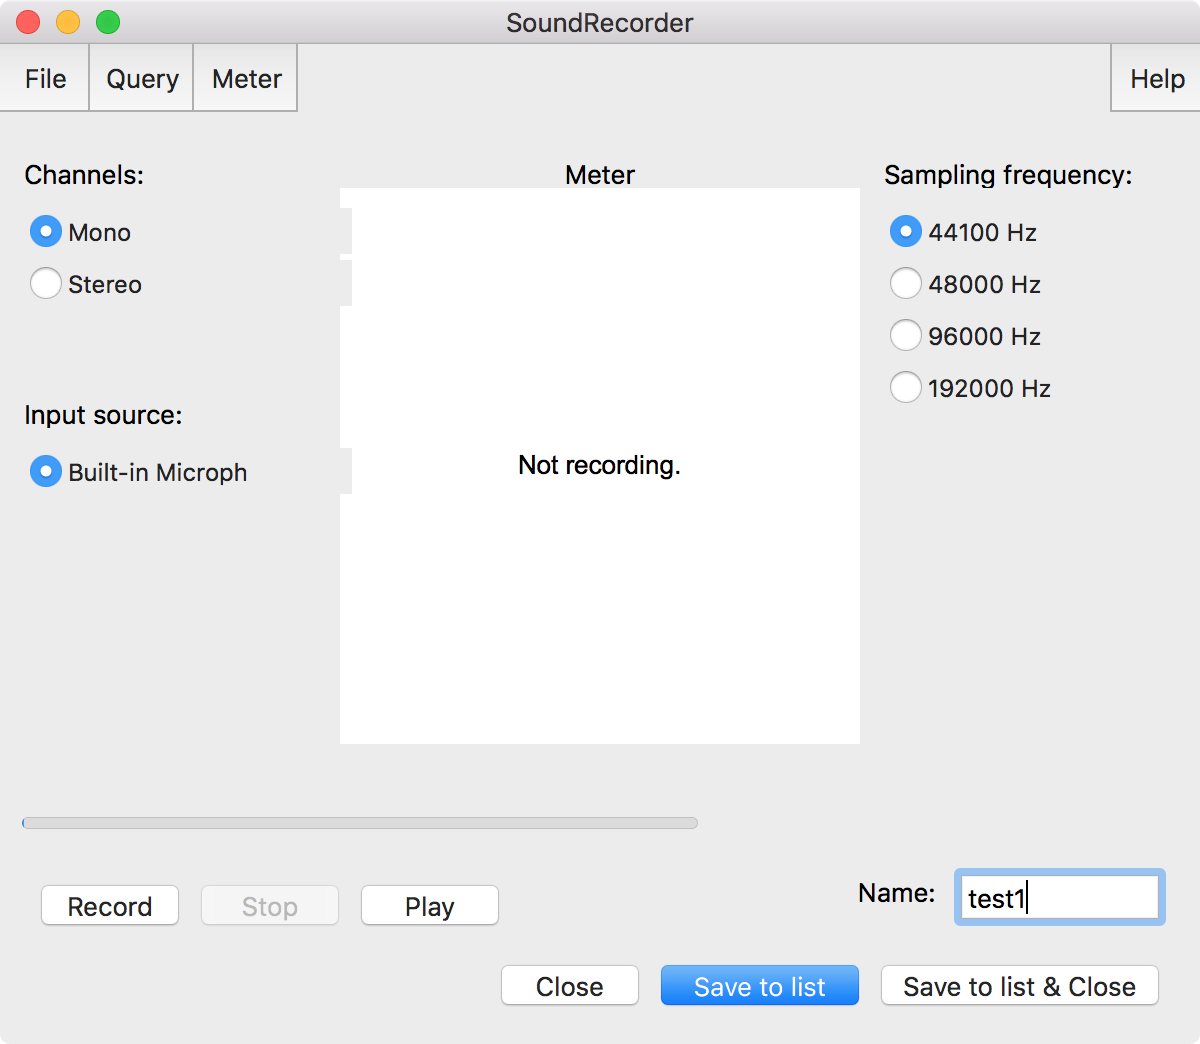 SoundRecorder
File Query Meter Help
Channels:
Mono
Stereo
Input source:
Built-in Microph
Meter
Not recording.
Sampling frequency:
44100 Hz
48000 Hz
96000 Hz
192000 Hz
Record Stop Play
Name: test1
Close Save to list Save to list & Close